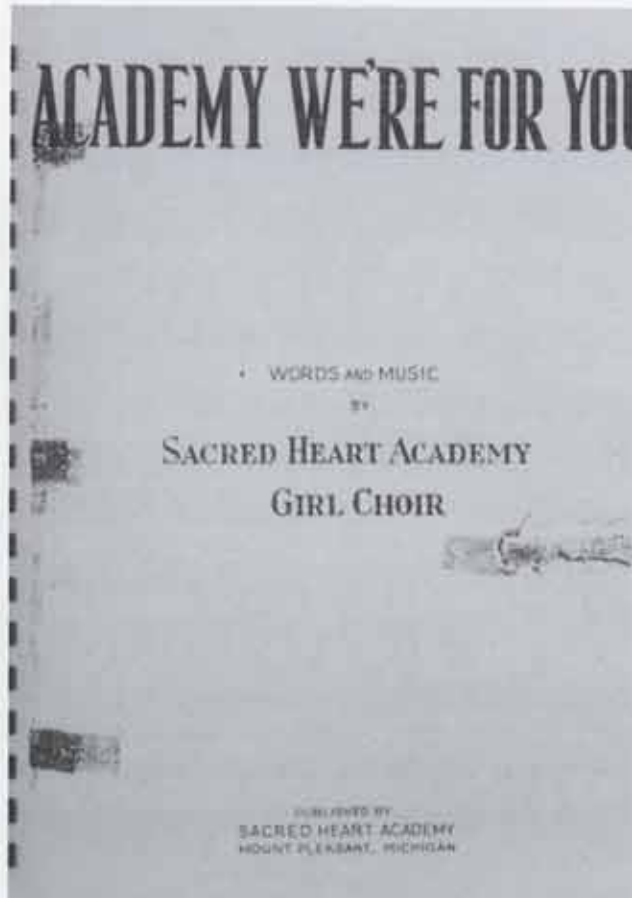 ACADEMY WE'RE FOR YOU
WORDS AND MUSIC
BY
SACRED HEART ACADEMY
GIRL CHOIR
PUBLISHED BY
SACRED HEART ACADEMY
MOUNT PLEASANT, MICHIGAN